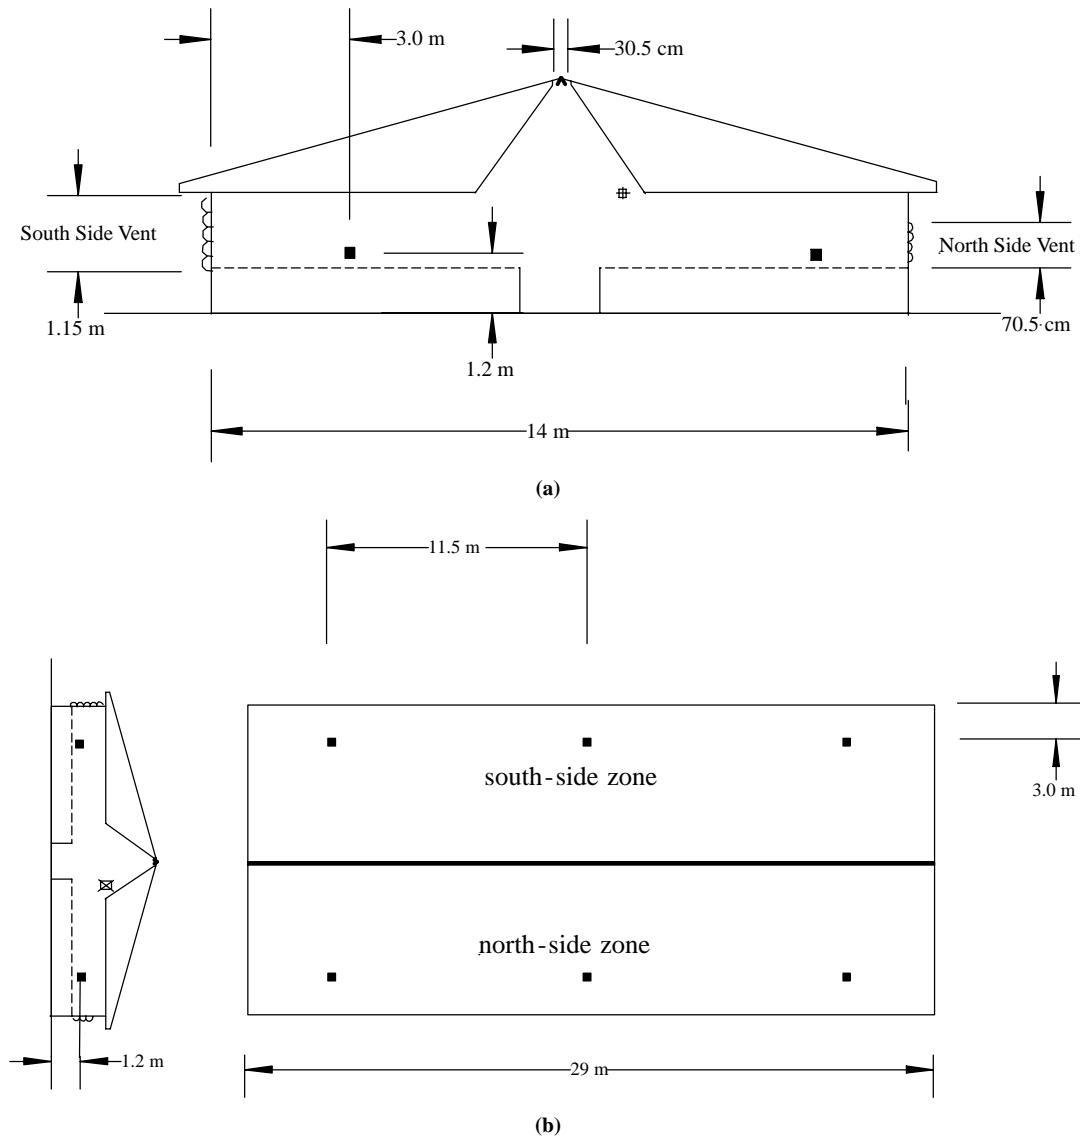 3.0 m
30.5 cm
South Side Vent
North Side Vent
1.15 m
70.5 cm
1.2 m
14 m
(a)
11.5 m
south-side zone
3.0 m
north-side zone
1.2 m
29 m
(b)